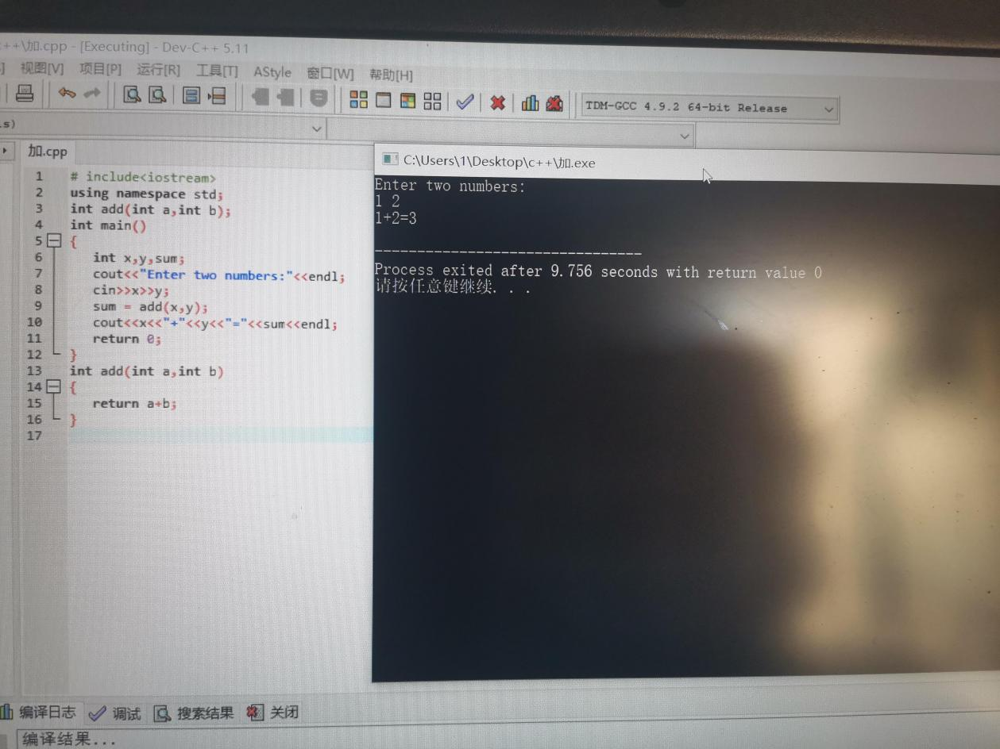 c++\加.cpp - [Executing] - Dev-C++ 5.11
视图[V] 项目[P] 运行[R] 工具[T] AStyle 窗口[W] 帮助[H]
TDM-GCC 4.9.2 64-bit Release
加.cpp
1 # include<iostream>
2 using namespace std;
3 int add(int a,int b);
4 int main()
5 {
6 int x,y,sum;
7 cout<<"Enter two numbers:"<<endl;
8 cin>>x>>y;
9 sum = add(x,y);
10 cout<<x<<"+"<<y<<"="<<sum<<endl;
11 return 0;
12 }
13 int add(int a,int b)
14 {
15 return a+b;
16 }
17
C:\Users\1\Desktop\c++\加.exe
Enter two numbers:
1 2
1+2=3
--------------------------------
Process exited after 9.756 seconds with return value 0
请按任意键继续. . .
编译日志 调试 搜索结果 关闭
编译结果...